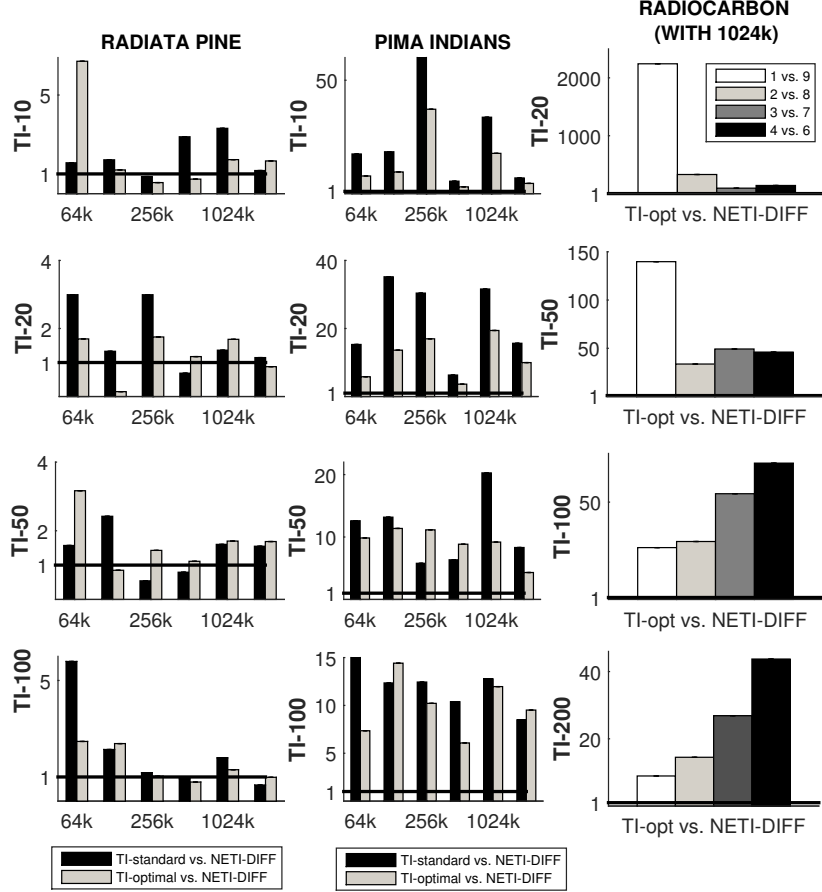 RADIATA PINE
PIMA INDIANS
RADIOCARBON
(WITH 1024k)
TI-10
5
1
64k 256k 1024k
TI-10
50
1
64k 256k 1024k
TI-20
2000
1000
1
1 vs. 9
2 vs. 8
3 vs. 7
4 vs. 6
TI-opt vs. NETI-DIFF
TI-20
4
2
1
64k 256k 1024k
TI-20
40
20
1
64k 256k 1024k
TI-50
150
100
50
1
TI-opt vs. NETI-DIFF
TI-50
4
2
1
64k 256k 1024k
TI-50
20
10
1
64k 256k 1024k
TI-100
50
1
TI-opt vs. NETI-DIFF
TI-100
5
1
64k 256k 1024k
TI-100
15
10
5
1
64k 256k 1024k
TI-200
40
20
1
TI-opt vs. NETI-DIFF
TI-standard vs. NETI-DIFF
TI-optimal vs. NETI-DIFF
TI-standard vs. NETI-DIFF
TI-optimal vs. NETI-DIFF